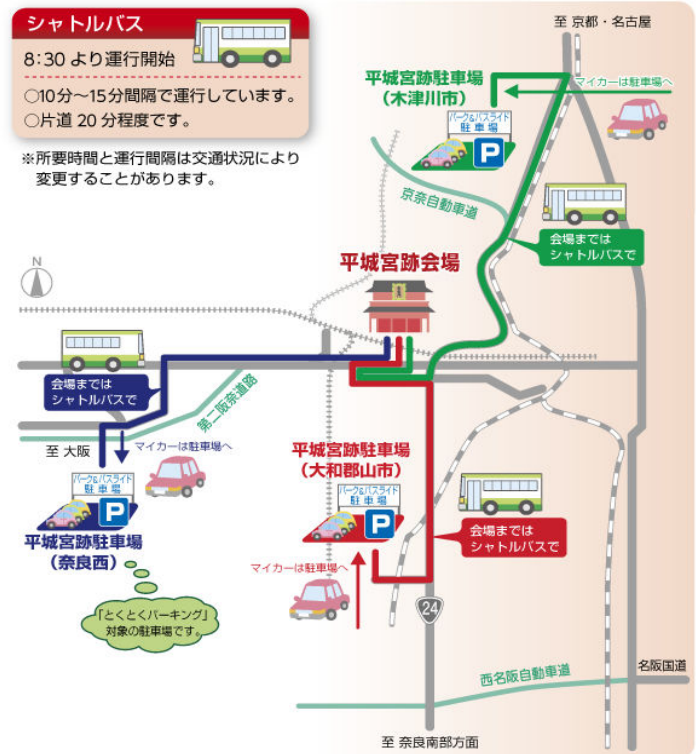 シャトルバス
8:30 より運行開始
○10分～15分間隔で運行しています。
○片道 20 分程度です。
※所要時間と運行間隔は交通状況により
変更することがあります。
至 京都・名古屋
平城宮跡駐車場
（木津川市）
マイカーは駐車場へ
パーク&バスライド
駐車場
P
京奈自動車道
会場までは
シャトルバスで
平城宮跡会場
N
会場までは
シャトルバスで
第二阪奈道路
至 大阪
マイカーは駐車場へ
パーク&バスライド
駐車場
P
平城宮跡駐車場
（奈良西）
「とくとくパーキング」
対象の駐車場です。
平城宮跡駐車場
（大和郡山市）
パーク&バスライド
駐車場
P
マイカーは駐車場へ
会場までは
シャトルバスで
24
西名阪自動車道
名阪国道
至 奈良南部方面